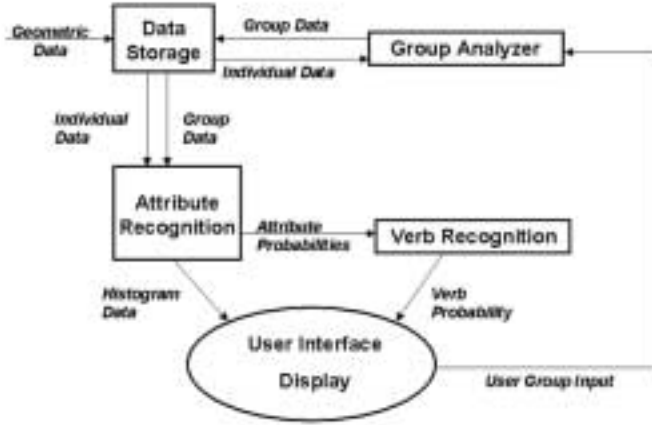 Geometric
Data
Data
Storage
Group Data
Individual Data
Group Analyzer
Individual
Data
Group
Data
Attribute
Recognition
Attribute
Probabilities
Verb Recognition
Histogram
Data
Verb
Probability
User Interface
Display
User Group Input